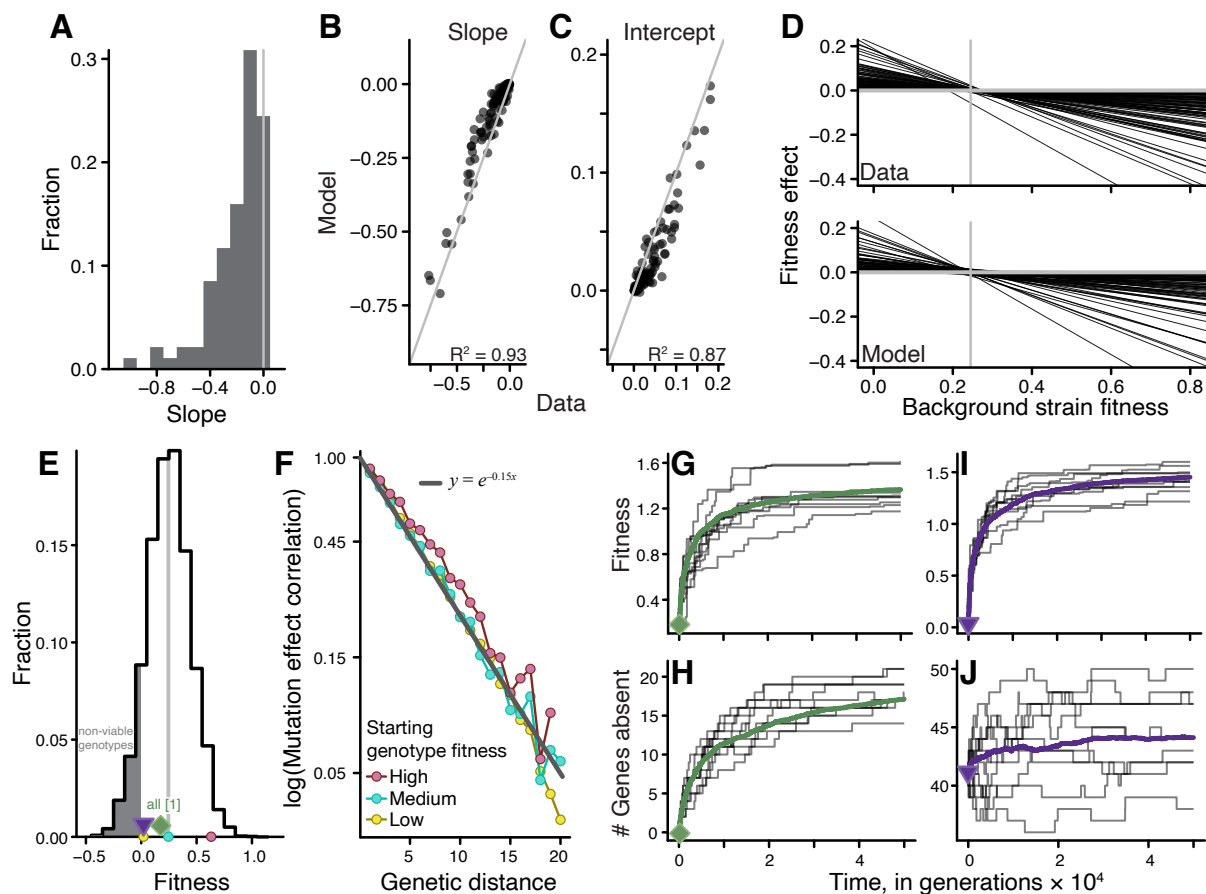 A
0.3
0.2
0.1
0.0
Fraction
−0.8
−0.4
0.0
Slope
B
Slope
0.00
−0.25
−0.50
−0.75
Model
R² = 0.93
−0.5
0.0
Data
C
Intercept
0.2
0.1
0.0
R² = 0.87
0.0
0.1
0.2
D
0.2
0.0
−0.2
−0.4
Data
Fitness effect
0.2
0.0
−0.2
−0.4
Model
0.0
0.2
0.4
0.6
0.8
Background strain fitness
E
0.15
0.10
0.05
0.00
Fraction
non-viable
genotypes
all [1]
−0.5
0.0
0.5
1.0
Fitness
F
1.00
0.45
0.15
0.05
log(Mutation effect correlation)
y = e^−0.15x
Starting
genotype fitness
High
Medium
Low
5
10
15
20
Genetic distance
G
1.6
1.2
0.8
0.4
Fitness
I
1.5
1.0
0.5
0.0
H
20
15
10
5
0
# Genes absent
0
2
4
J
50
45
40
0
2
4
Time, in generations × 10⁴